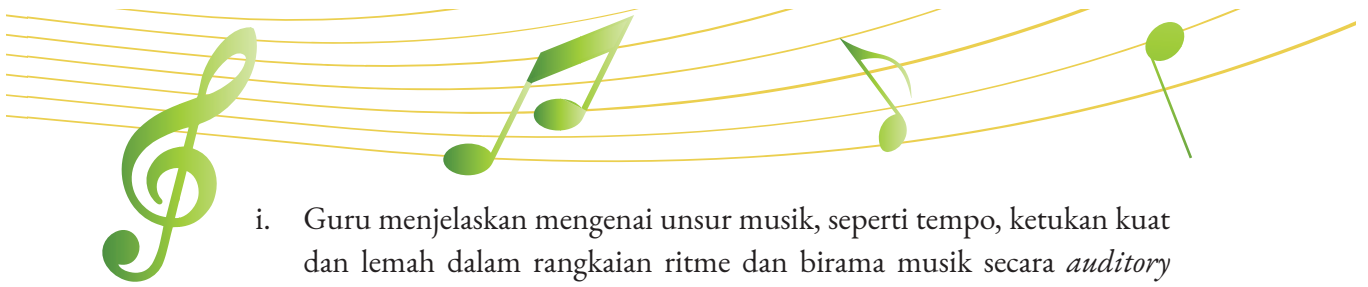 i. Guru menjelaskan mengenai unsur musik, seperti tempo, ketukan kuat
dan lemah dalam rangkaian ritme dan birama musik secara auditory